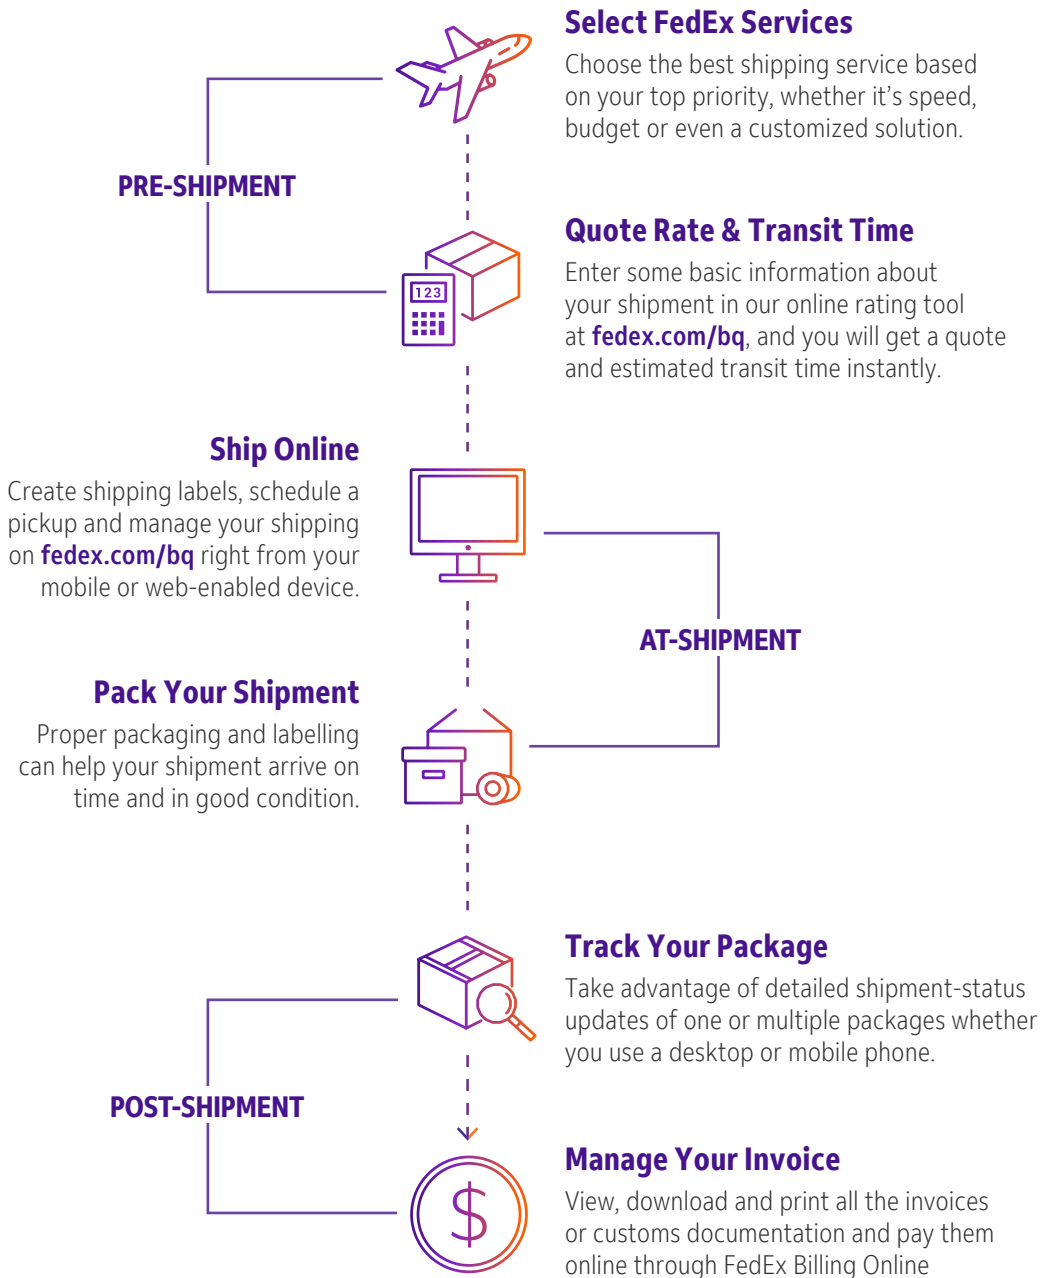 Select FedEx Services
Choose the best shipping service based
on your top priority, whether it’s speed,
budget or even a customized solution.
PRE-SHIPMENT
Quote Rate & Transit Time
Enter some basic information about
your shipment in our online rating tool
at fedex.com/bq, and you will get a quote
and estimated transit time instantly.
123
Ship Online
Create shipping labels, schedule a
pickup and manage your shipping
on fedex.com/bq right from your
mobile or web-enabled device.
AT-SHIPMENT
Pack Your Shipment
Proper packaging and labelling
can help your shipment arrive on
time and in good condition.
Track Your Package
Take advantage of detailed shipment-status
updates of one or multiple packages whether
you use a desktop or mobile phone.
POST-SHIPMENT
Manage Your Invoice
View, download and print all the invoices
or customs documentation and pay them
online through FedEx Billing Online
$